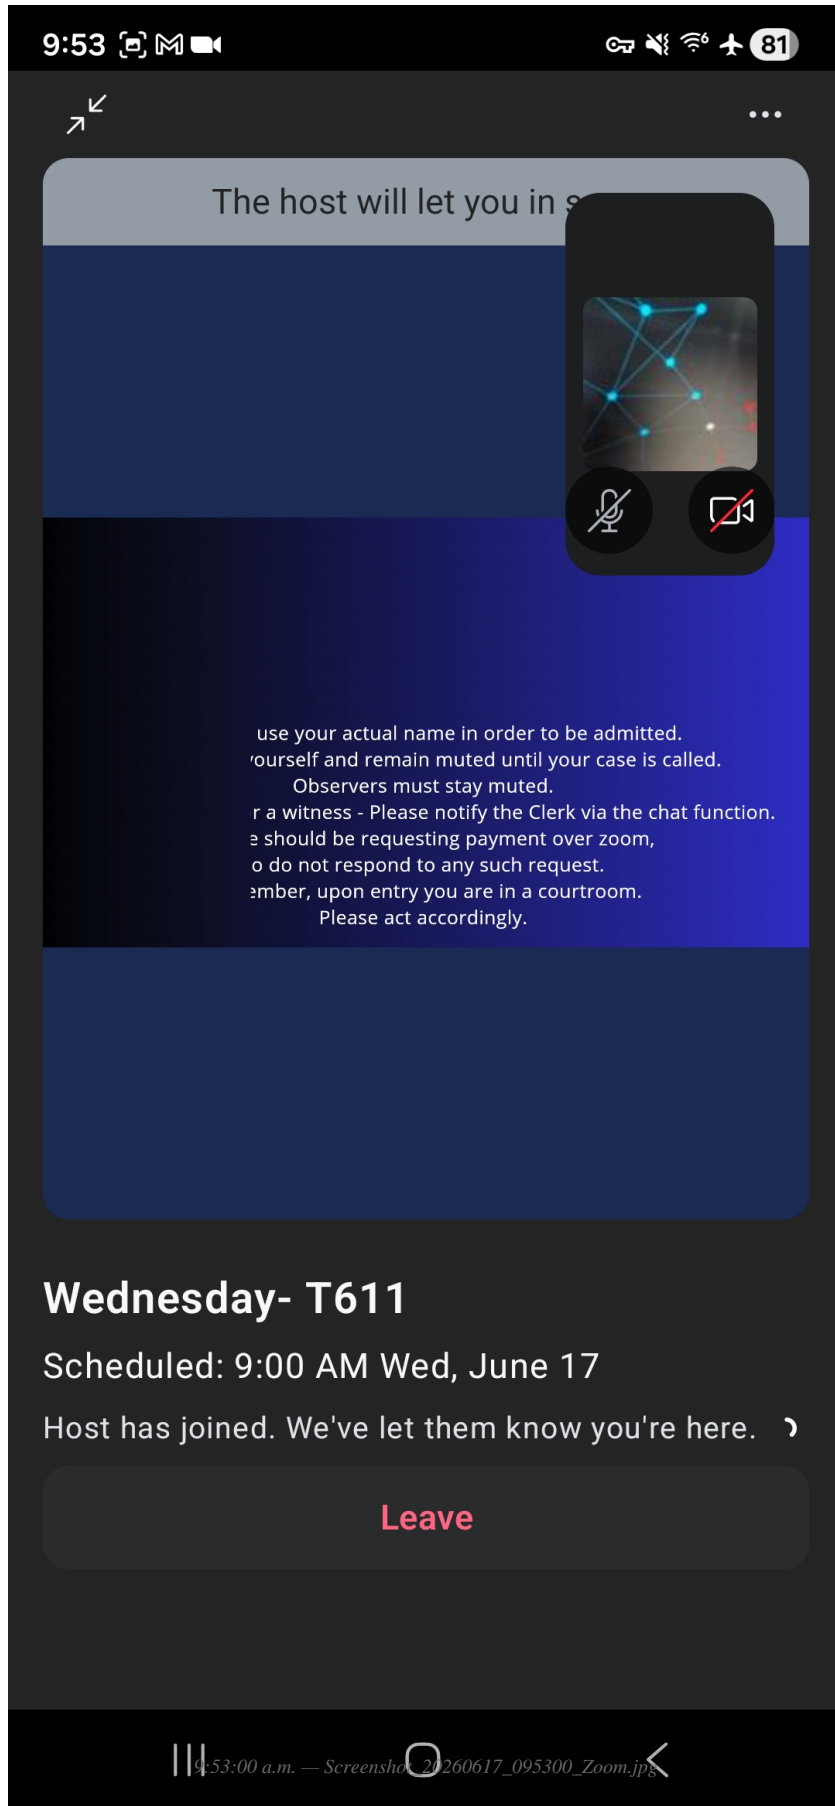 9:53
6
81
The host will let you in
use your actual name in order to be admitted.
yourself and remain muted until your case is called.
Observers must stay muted.
r a witness - Please notify the Clerk via the chat function.
e should be requesting payment over zoom,
o do not respond to any such request.
ember, upon entry you are in a courtroom.
Please act accordingly.
Wednesday- T611
Scheduled: 9:00 AM Wed, June 17
Host has joined. We've let them know you're here.
Leave
9:53:00 a.m. — Screenshot_20260617_095300_Zoom.jpg